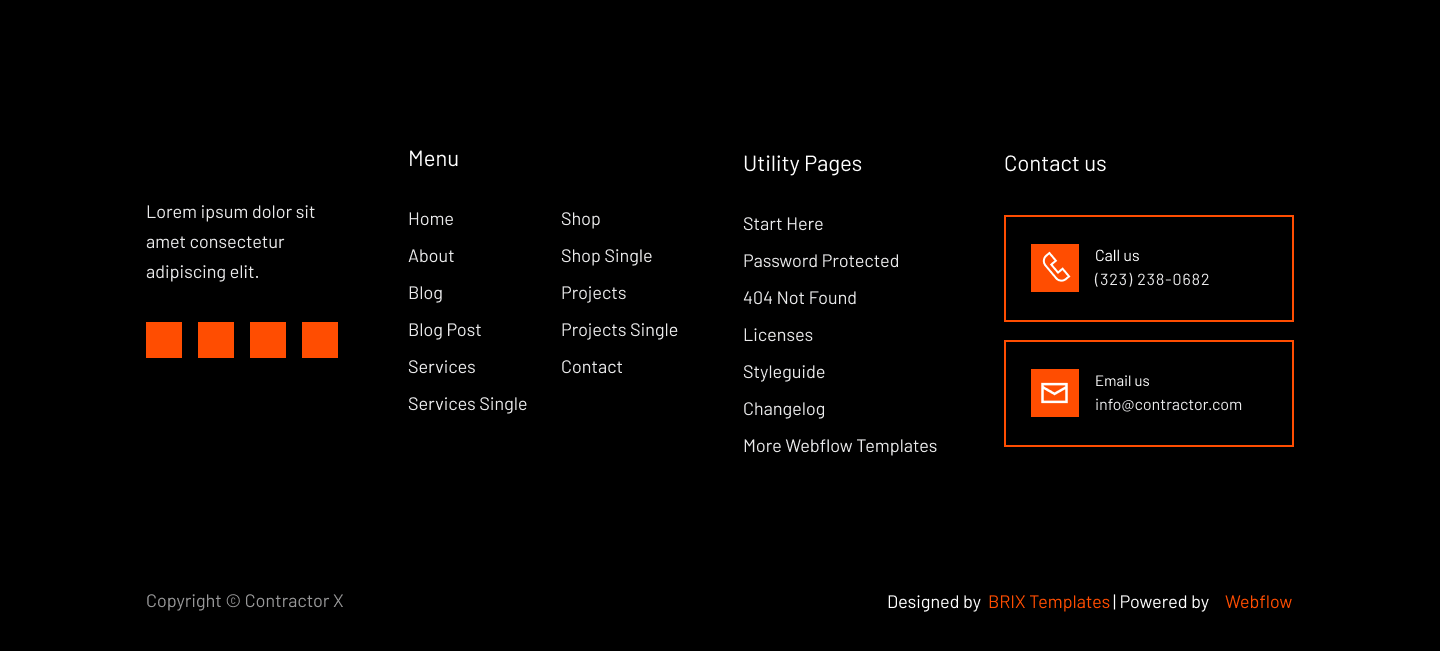 Lorem ipsum dolor sit
amet consectetur
adipiscing elit.
Menu
Home
About
Blog
Blog Post
Services
Services Single
Shop
Shop Single
Projects
Projects Single
Contact
Utility Pages
Start Here
Password Protected
404 Not Found
Licenses
Styleguide
Changelog
More Webflow Templates
Contact us
Call us
(323) 238-0682
Email us
info@contractor.com
Copyright © Contractor X
Designed by BRIX Templates | Powered by Webflow